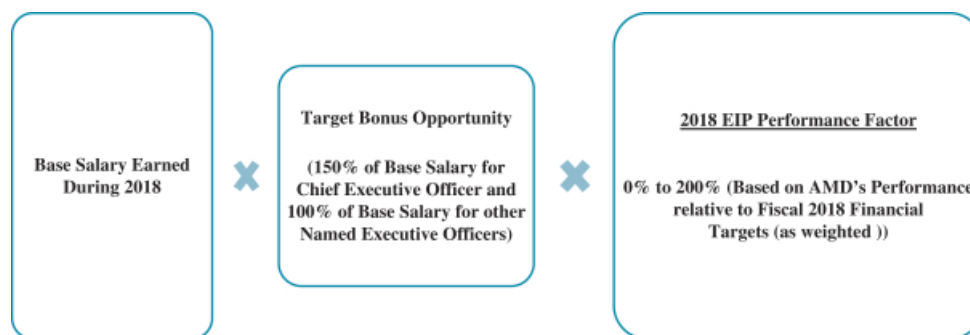 Base Salary Earned
During 2018
Target Bonus Opportunity
(150% of Base Salary for
Chief Executive Officer and
100% of Base Salary for other
Named Executive Officers)
2018 EIP Performance Factor
0% to 200% (Based on AMD’s Performance
relative to Fiscal 2018 Financial
Targets (as weighted ))